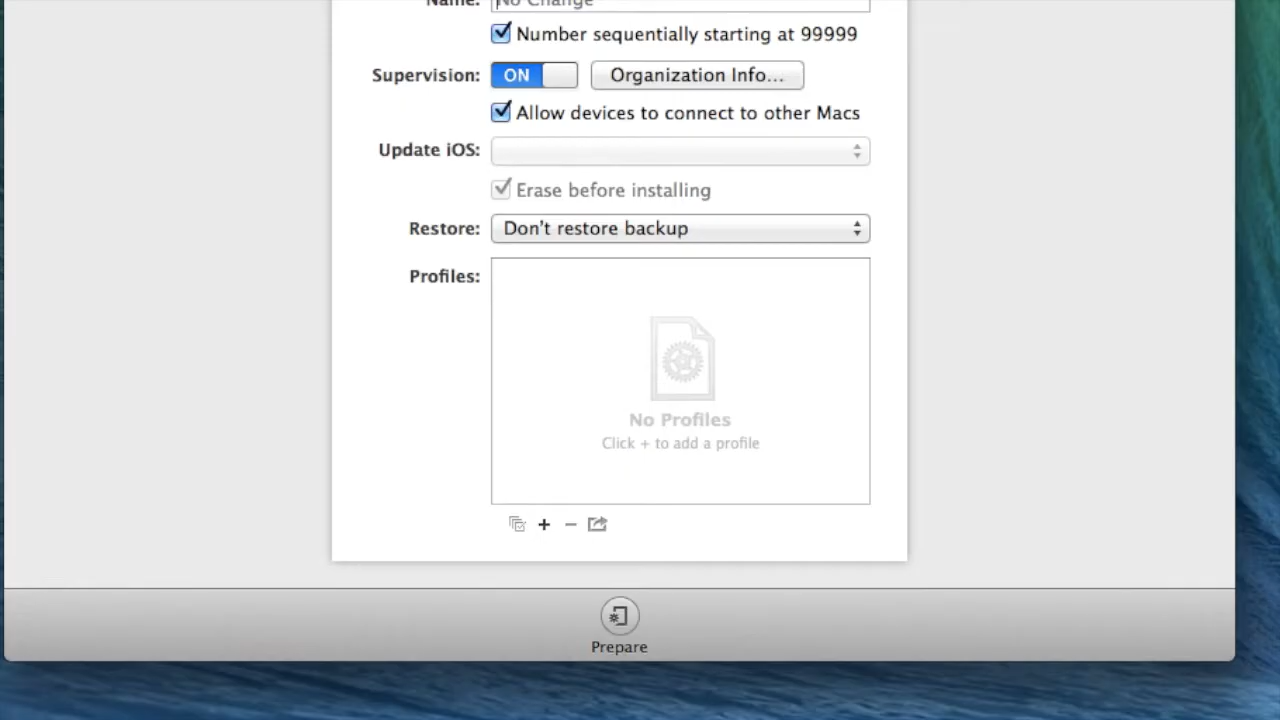 Name: No Change
Number sequentially starting at 99999
Supervision: ON Organization Info...
Allow devices to connect to other Macs
Update iOS:
Erase before installing
Restore: Don't restore backup
Profiles:
No Profiles
Click + to add a profile
Prepare